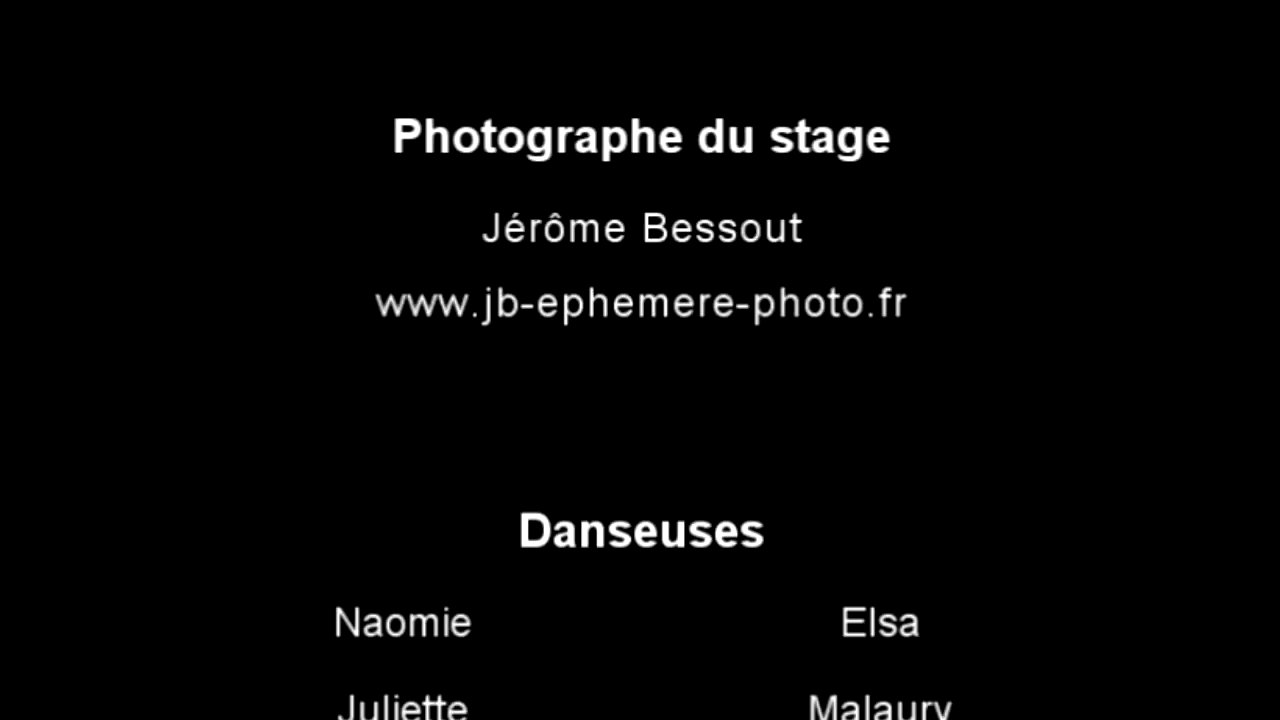 Photographe du stage
Jérôme Bessout
www.jb-ephemere-photo.fr
Danseuses
Naomie Elsa
Juliette Malaury